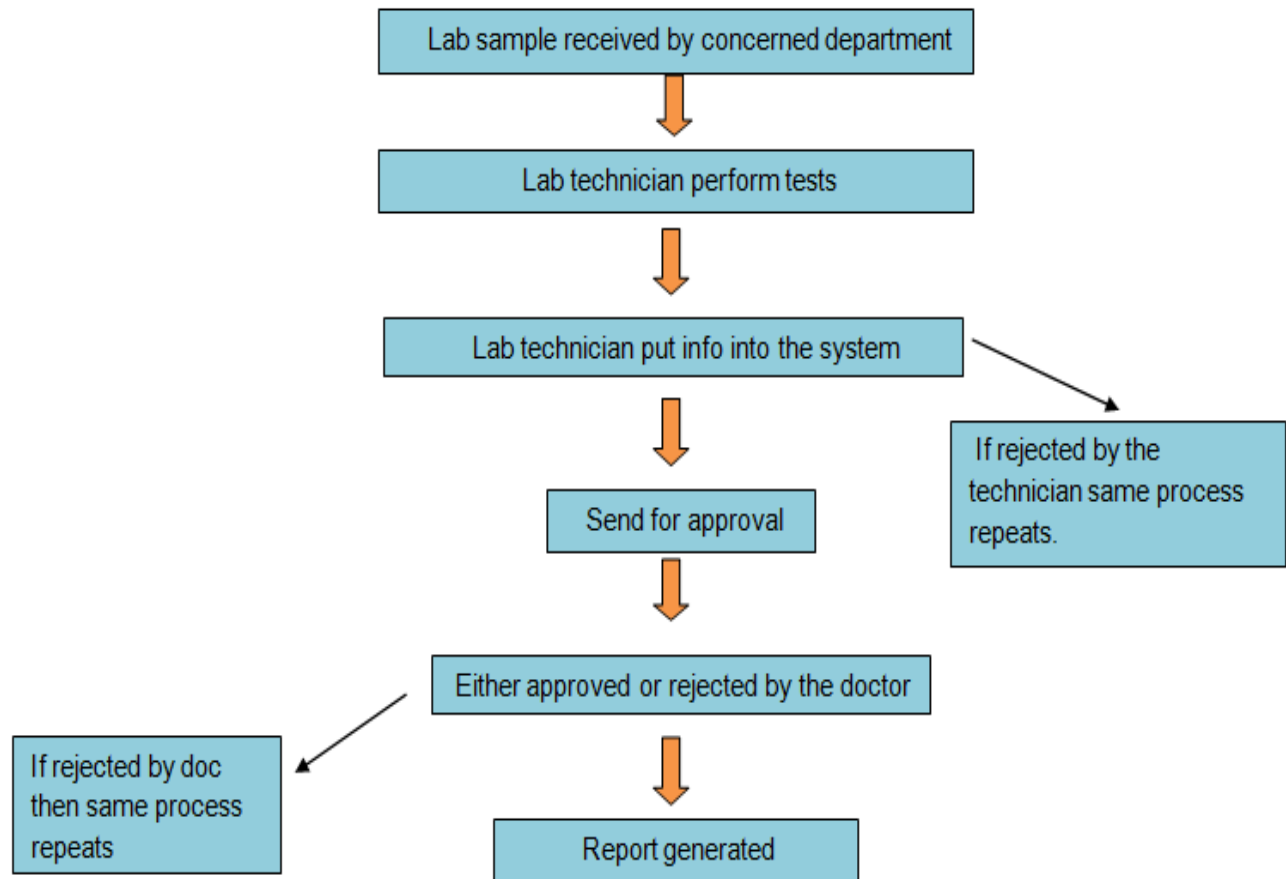 Lab sample received by concerned department
Lab technician perform tests
Lab technician put info into the system
If rejected by the
technician same process
repeats.
Send for approval
Either approved or rejected by the doctor
If rejected by doc
then same process
repeats
Report generated